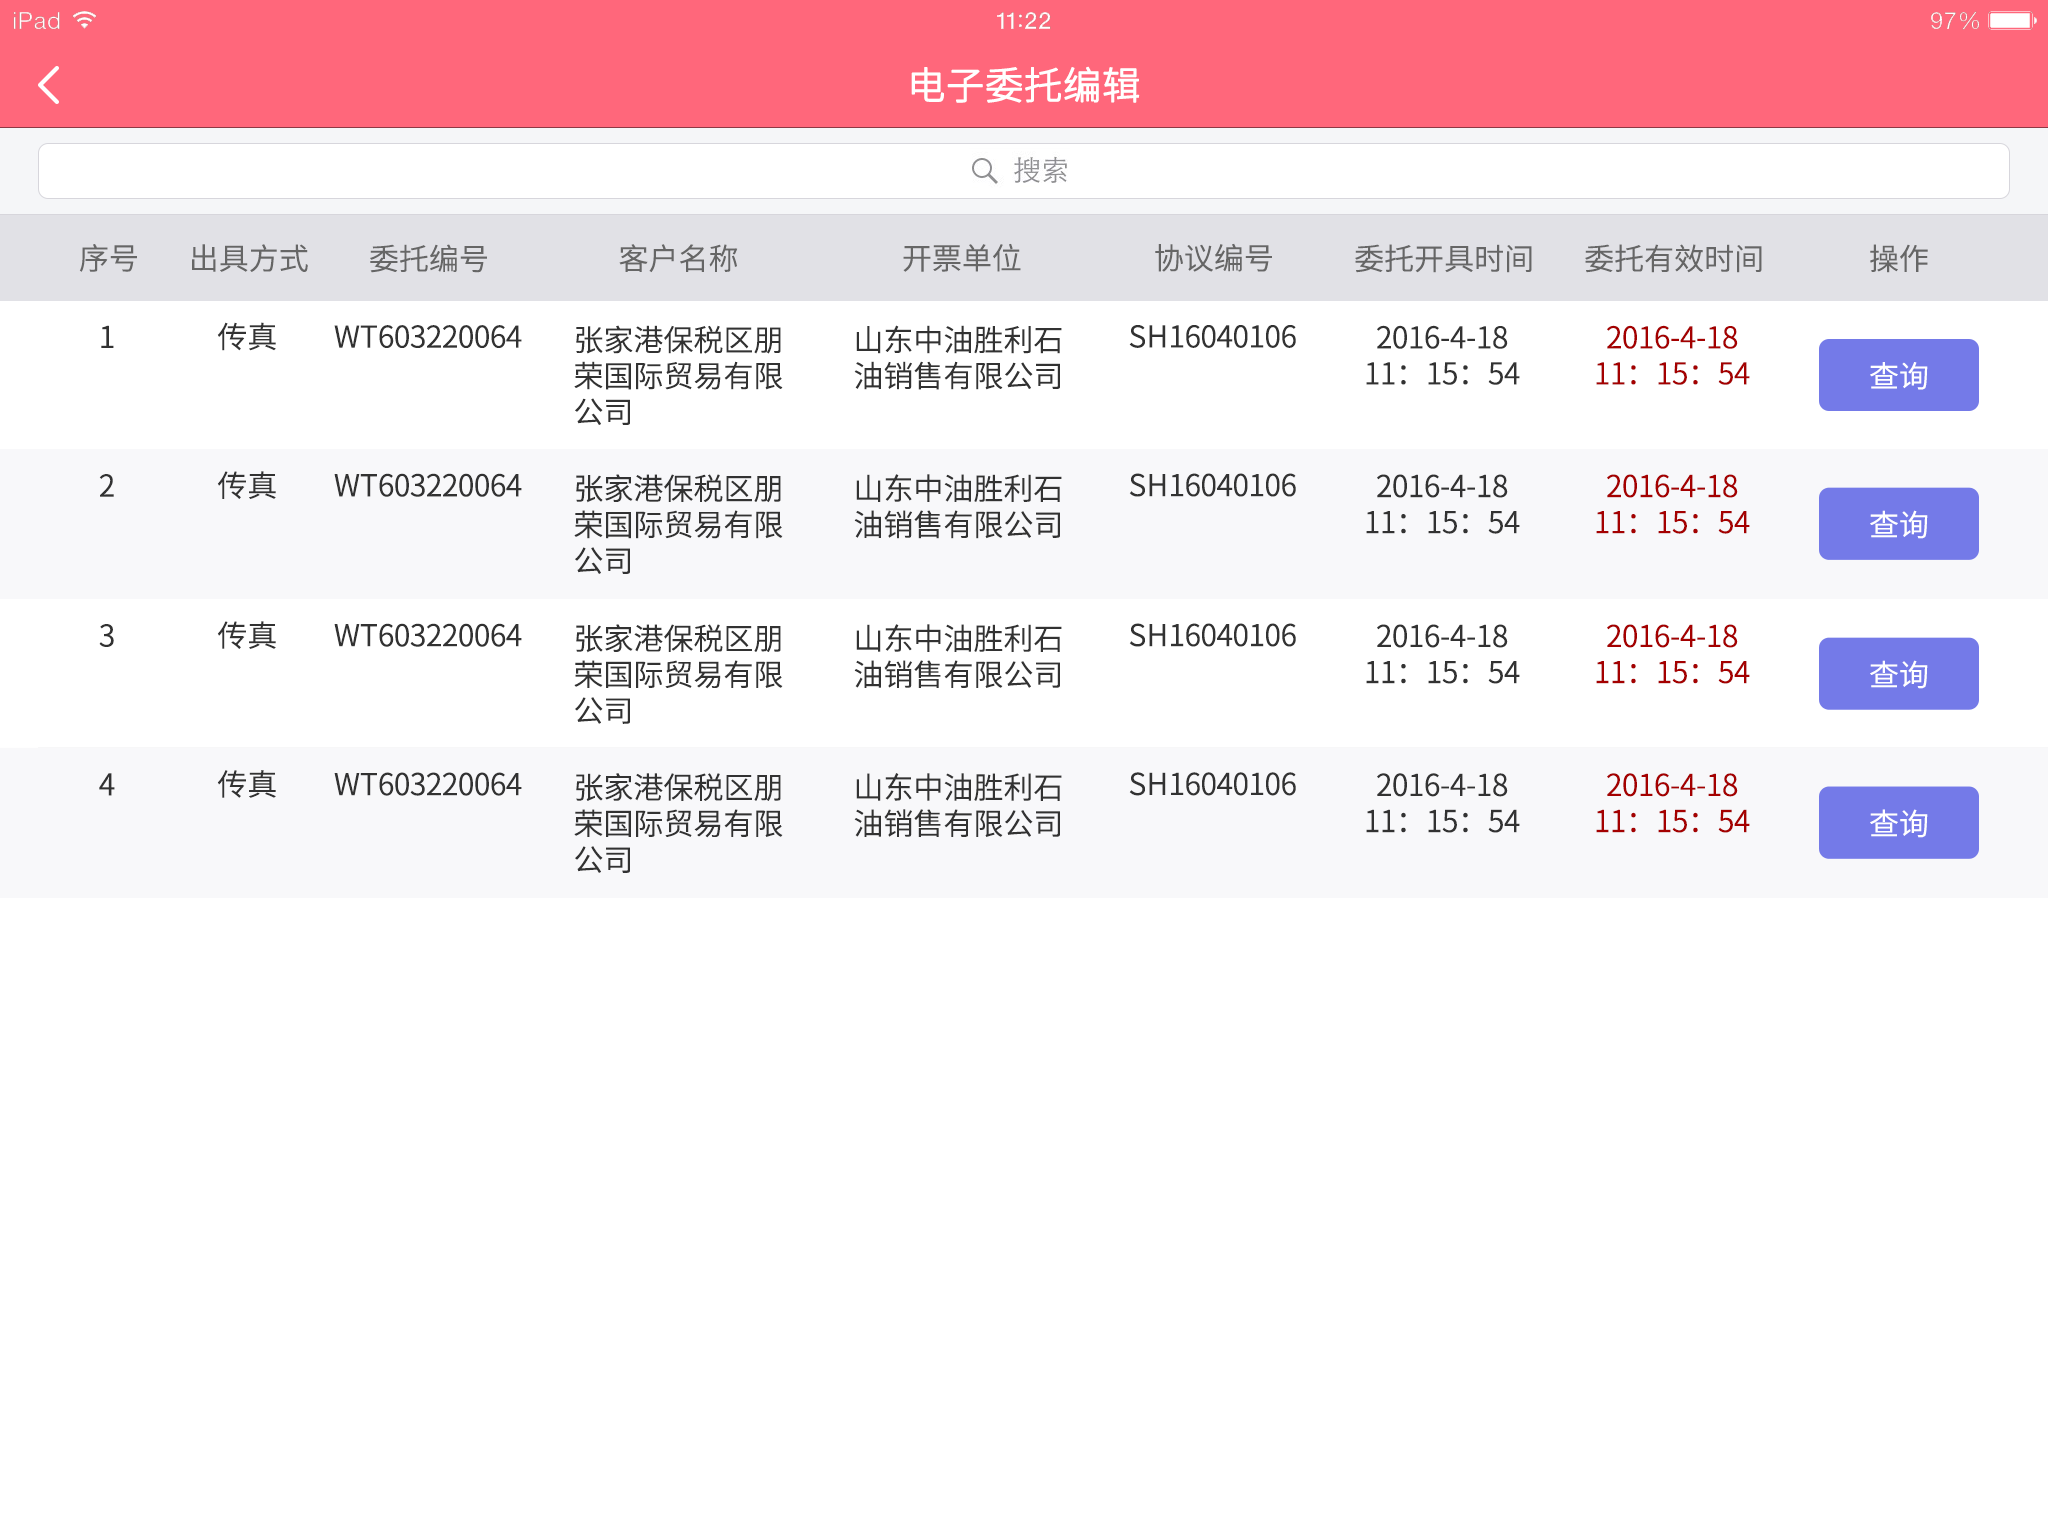 iPad 11:22 97%
电子委托编辑
搜索
序号 出具方式 委托编号 客户名称 开票单位 协议编号 委托开具时间 委托有效时间 操作
1 传真 WT603220064 张家港保税区朋 山东中油胜利石 SH16040106 2016-4-18 2016-4-18
荣国际贸易有限 油销售有限公司 11：15：54 11：15：54 查询
公司
2 传真 WT603220064 张家港保税区朋 山东中油胜利石 SH16040106 2016-4-18 2016-4-18
荣国际贸易有限 油销售有限公司 11：15：54 11：15：54 查询
公司
3 传真 WT603220064 张家港保税区朋 山东中油胜利石 SH16040106 2016-4-18 2016-4-18
荣国际贸易有限 油销售有限公司 11：15：54 11：15：54 查询
公司
4 传真 WT603220064 张家港保税区朋 山东中油胜利石 SH16040106 2016-4-18 2016-4-18
荣国际贸易有限 油销售有限公司 11：15：54 11：15：54 查询
公司